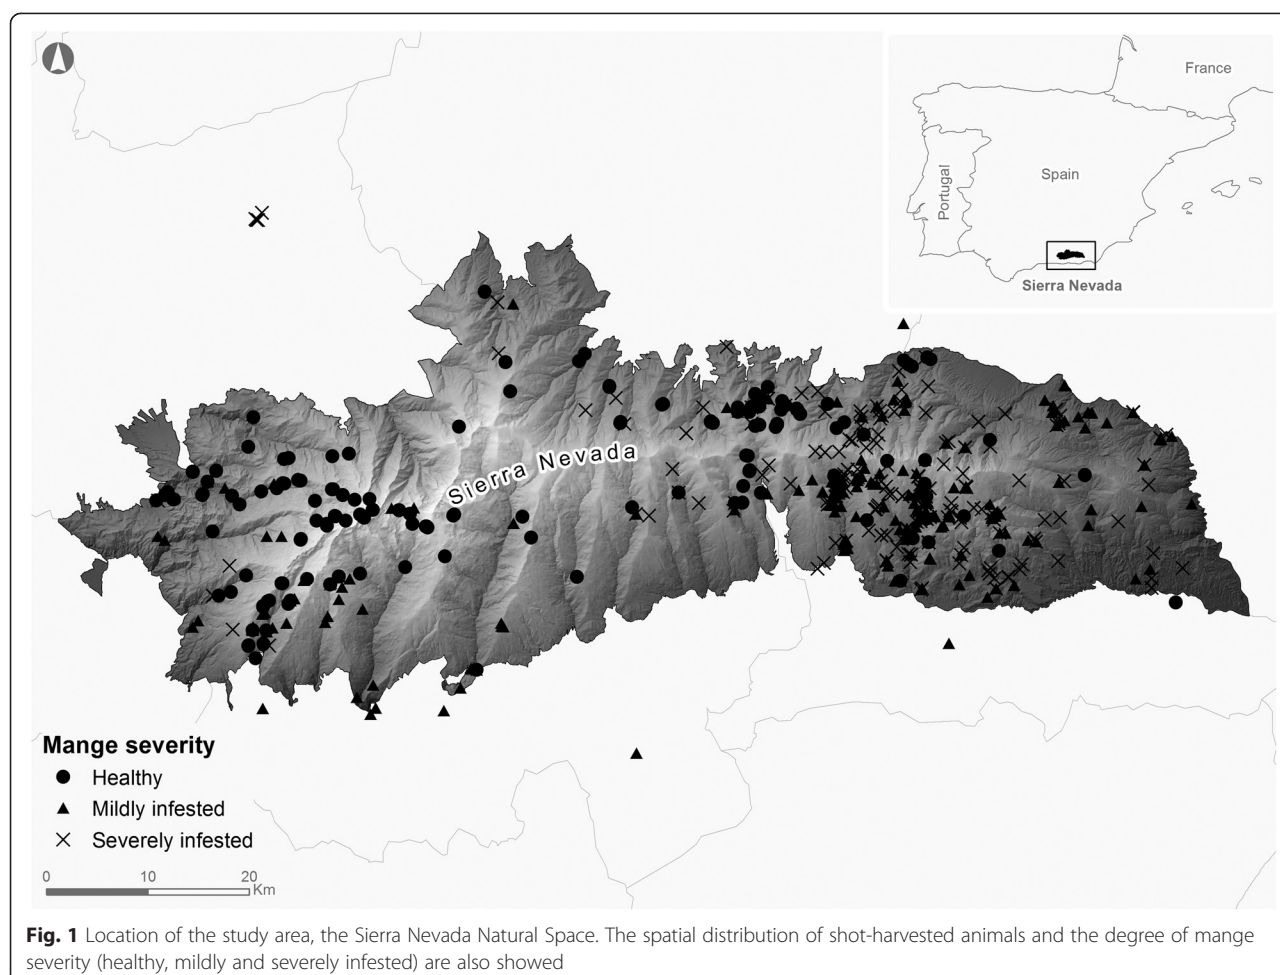 France
Portugal
Spain
Sierra Nevada
Sierra Nevada
Mange severity
Healthy
Mildly infested
Severely infested
0 10 20
Km
Fig. 1 Location of the study area, the Sierra Nevada Natural Space. The spatial distribution of shot-harvested animals and the degree of mange
severity (healthy, mildly and severely infested) are also showed